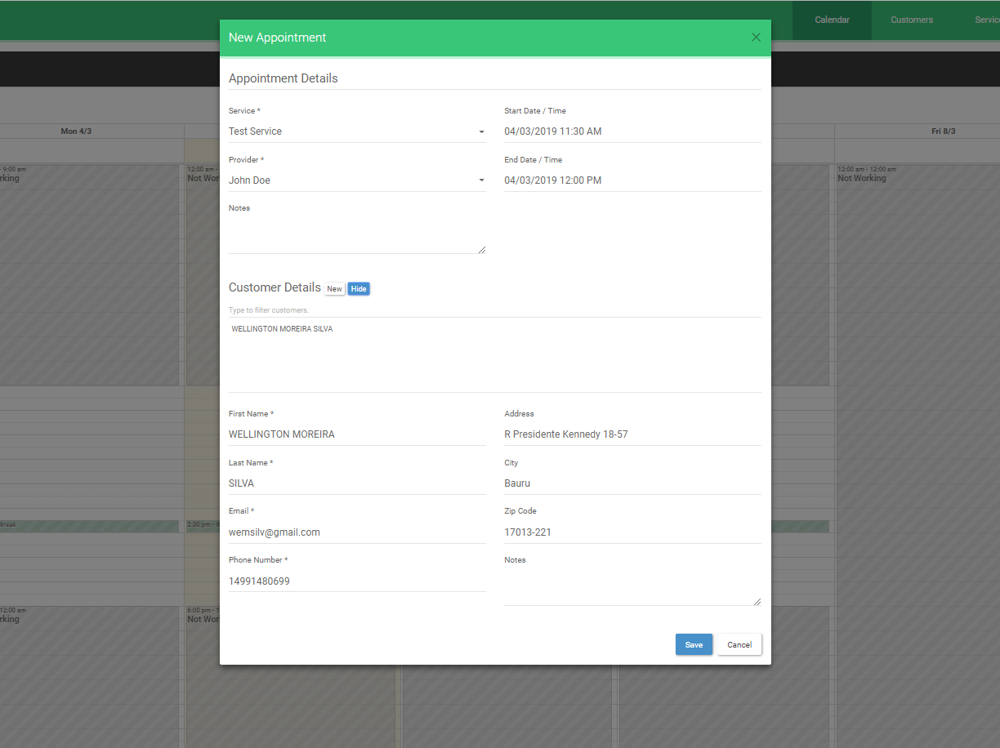 Calendar
Customers
New Appointment
Appointment Details
Service *
Test Service
Start Date / Time
04/03/2019 11:30 AM
Mon 4/3
Fri 8/3
Provider *
John Doe
End Date / Time
04/03/2019 12:00 PM
- 9:00 am
rking
12:00 am -
Not Wor
12:00 am - 12:00 am
Not Working
Notes
Customer Details New Hide
Type to filter customers.
WELLINGTON MOREIRA SILVA
First Name *
WELLINGTON MOREIRA
Address
R Presidente Kennedy 18-57
Last Name *
SILVA
City
Bauru
Break
2:30 pm -
Email *
wemsilv@gmail.com
Zip Code
17013-221
Phone Number *
14991480699
Notes
12:00 am
rking
6:00 pm - 1
Not Wor
Save
Cancel